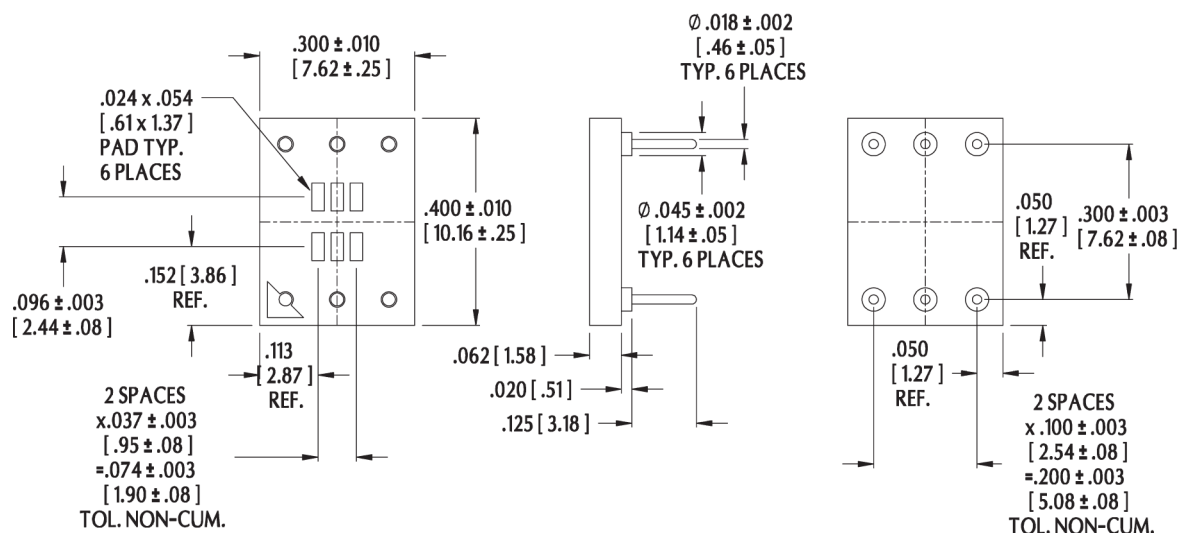 .300 ± .010
[ 7.62 ± .25 ]
.024 x .054
[ .61 x 1.37 ]
PAD TYP.
6 PLACES
.400 ± .010
[ 10.16 ± .25 ]
.152 [ 3.86 ]
REF.
.096 ± .003
[ 2.44 ± .08 ]
.113
[ 2.87 ]
REF.
2 SPACES
x.037 ± .003
[ .95 ± .08 ]
=.074 ± .003
[ 1.90 ± .08 ]
TOL. NON-CUM.
Ø .018 ± .002
[ .46 ± .05 ]
TYP. 6 PLACES
Ø .045 ± .002
[ 1.14 ± .05 ]
TYP. 6 PLACES
.062 [ 1.58 ]
.020 [ .51 ]
.125 [ 3.18 ]
.050
[ 1.27 ]
REF.
.300 ± .003
[ 7.62 ± .08 ]
.050
[ 1.27 ]
REF.
2 SPACES
x .100 ± .003
[ 2.54 ± .08 ]
=.200 ± .003
[ 5.08 ± .08 ]
TOL. NON-CUM.